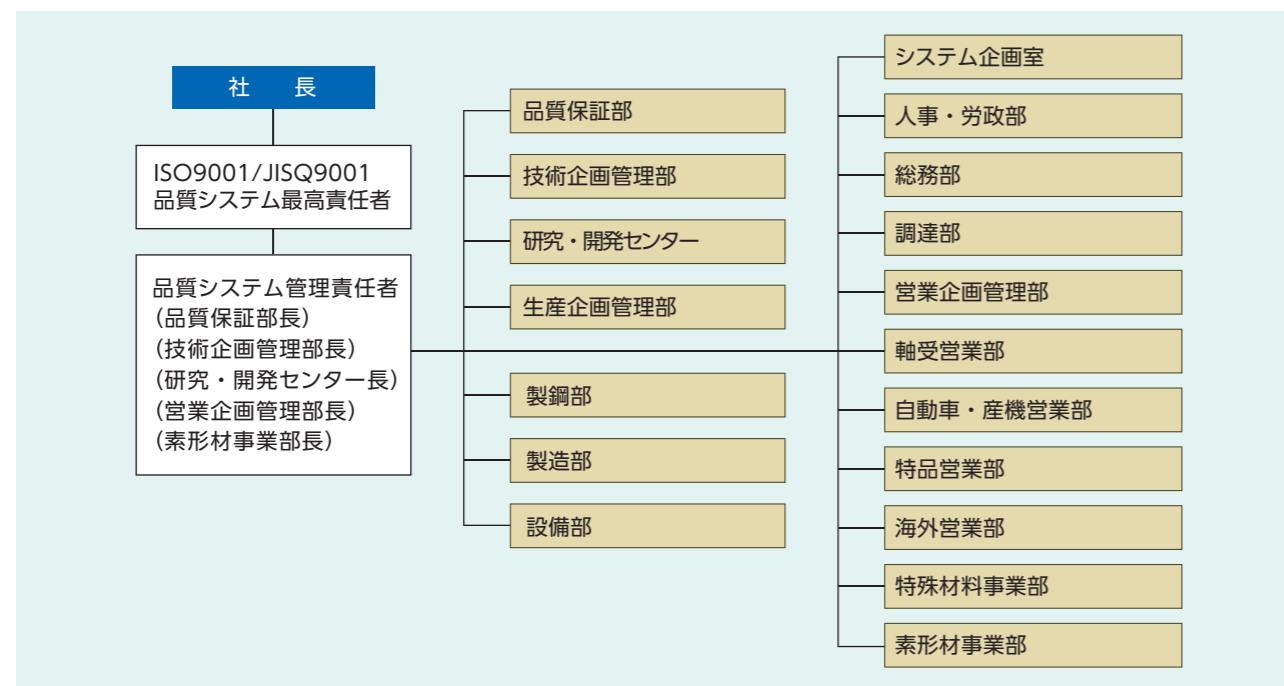 社　長
ISO9001/JISQ9001
品質システム最高責任者
品質システム管理責任者
（品質保証部長）
（技術企画管理部長）
（研究・開発センター長）
（営業企画管理部長）
（素形材事業部長）
品質保証部
技術企画管理部
研究・開発センター
生産企画管理部
製鋼部
製造部
設備部
システム企画室
人事・労政部
総務部
調達部
営業企画管理部
軸受営業部
自動車・産機営業部
特品営業部
海外営業部
特殊材料事業部
素形材事業部